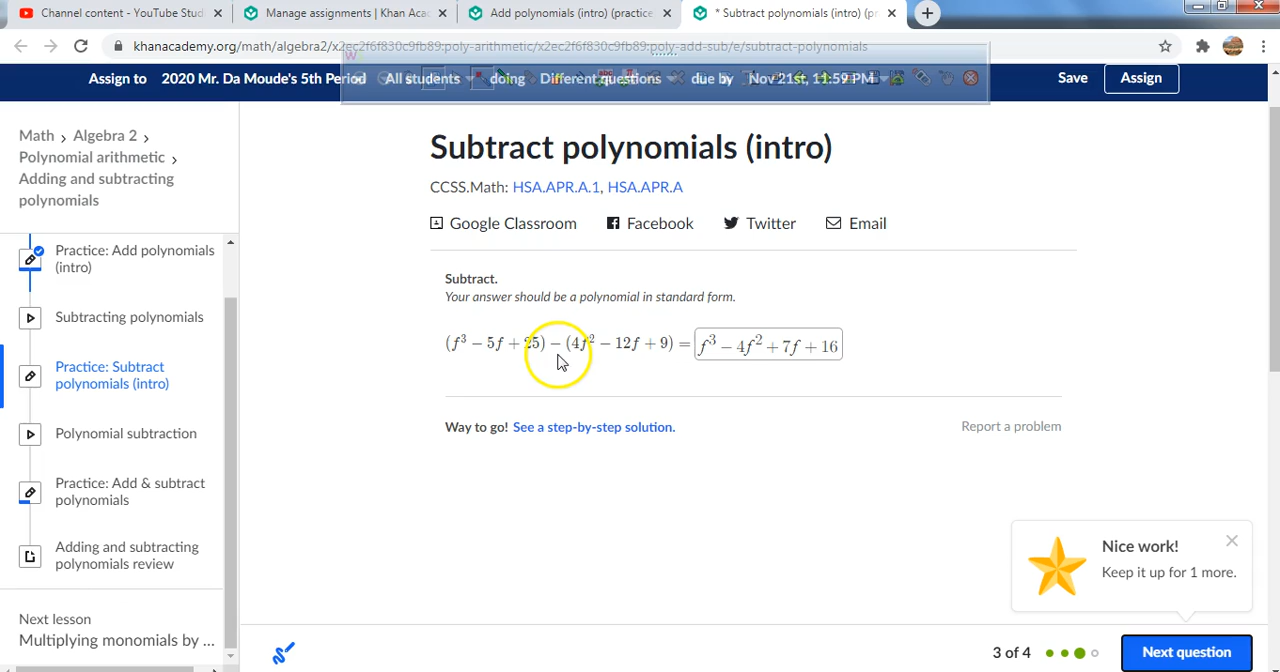 Channel content - YouTube Stud
Manage assignments | Khan Acad
Add polynomials (intro) (practice
* Subtract polynomials (intro) (pr
khanacademy.org/math/algebra2/x2ec2f6f830c9fb89:poly-arithmetic/x2ec2f6f830c9fb89:poly-add-sub/e/subtract-polynomials
Assign to 2020 Mr. Da Moude's 5th Period All students doing Different questions due by Nov 21st, 11:59 PM Save Assign
Math > Algebra 2 >
Polynomial arithmetic >
Adding and subtracting
polynomials
Practice: Add polynomials
(intro)
Subtracting polynomials
Practice: Subtract
polynomials (intro)
Polynomial subtraction
Practice: Add & subtract
polynomials
Adding and subtracting
polynomials review
Next lesson
Multiplying monomials by ...
Subtract polynomials (intro)
CCSS.Math: HSA.APR.A.1, HSA.APR.A
Google Classroom Facebook Twitter Email
Subtract.
Your answer should be a polynomial in standard form.
(f³ − 5f + 25) − (4f² − 12f + 9) = f³ − 4f² + 7f + 16
Way to go! See a step-by-step solution. Report a problem
Nice work!
Keep it up for 1 more.
3 of 4 Next question